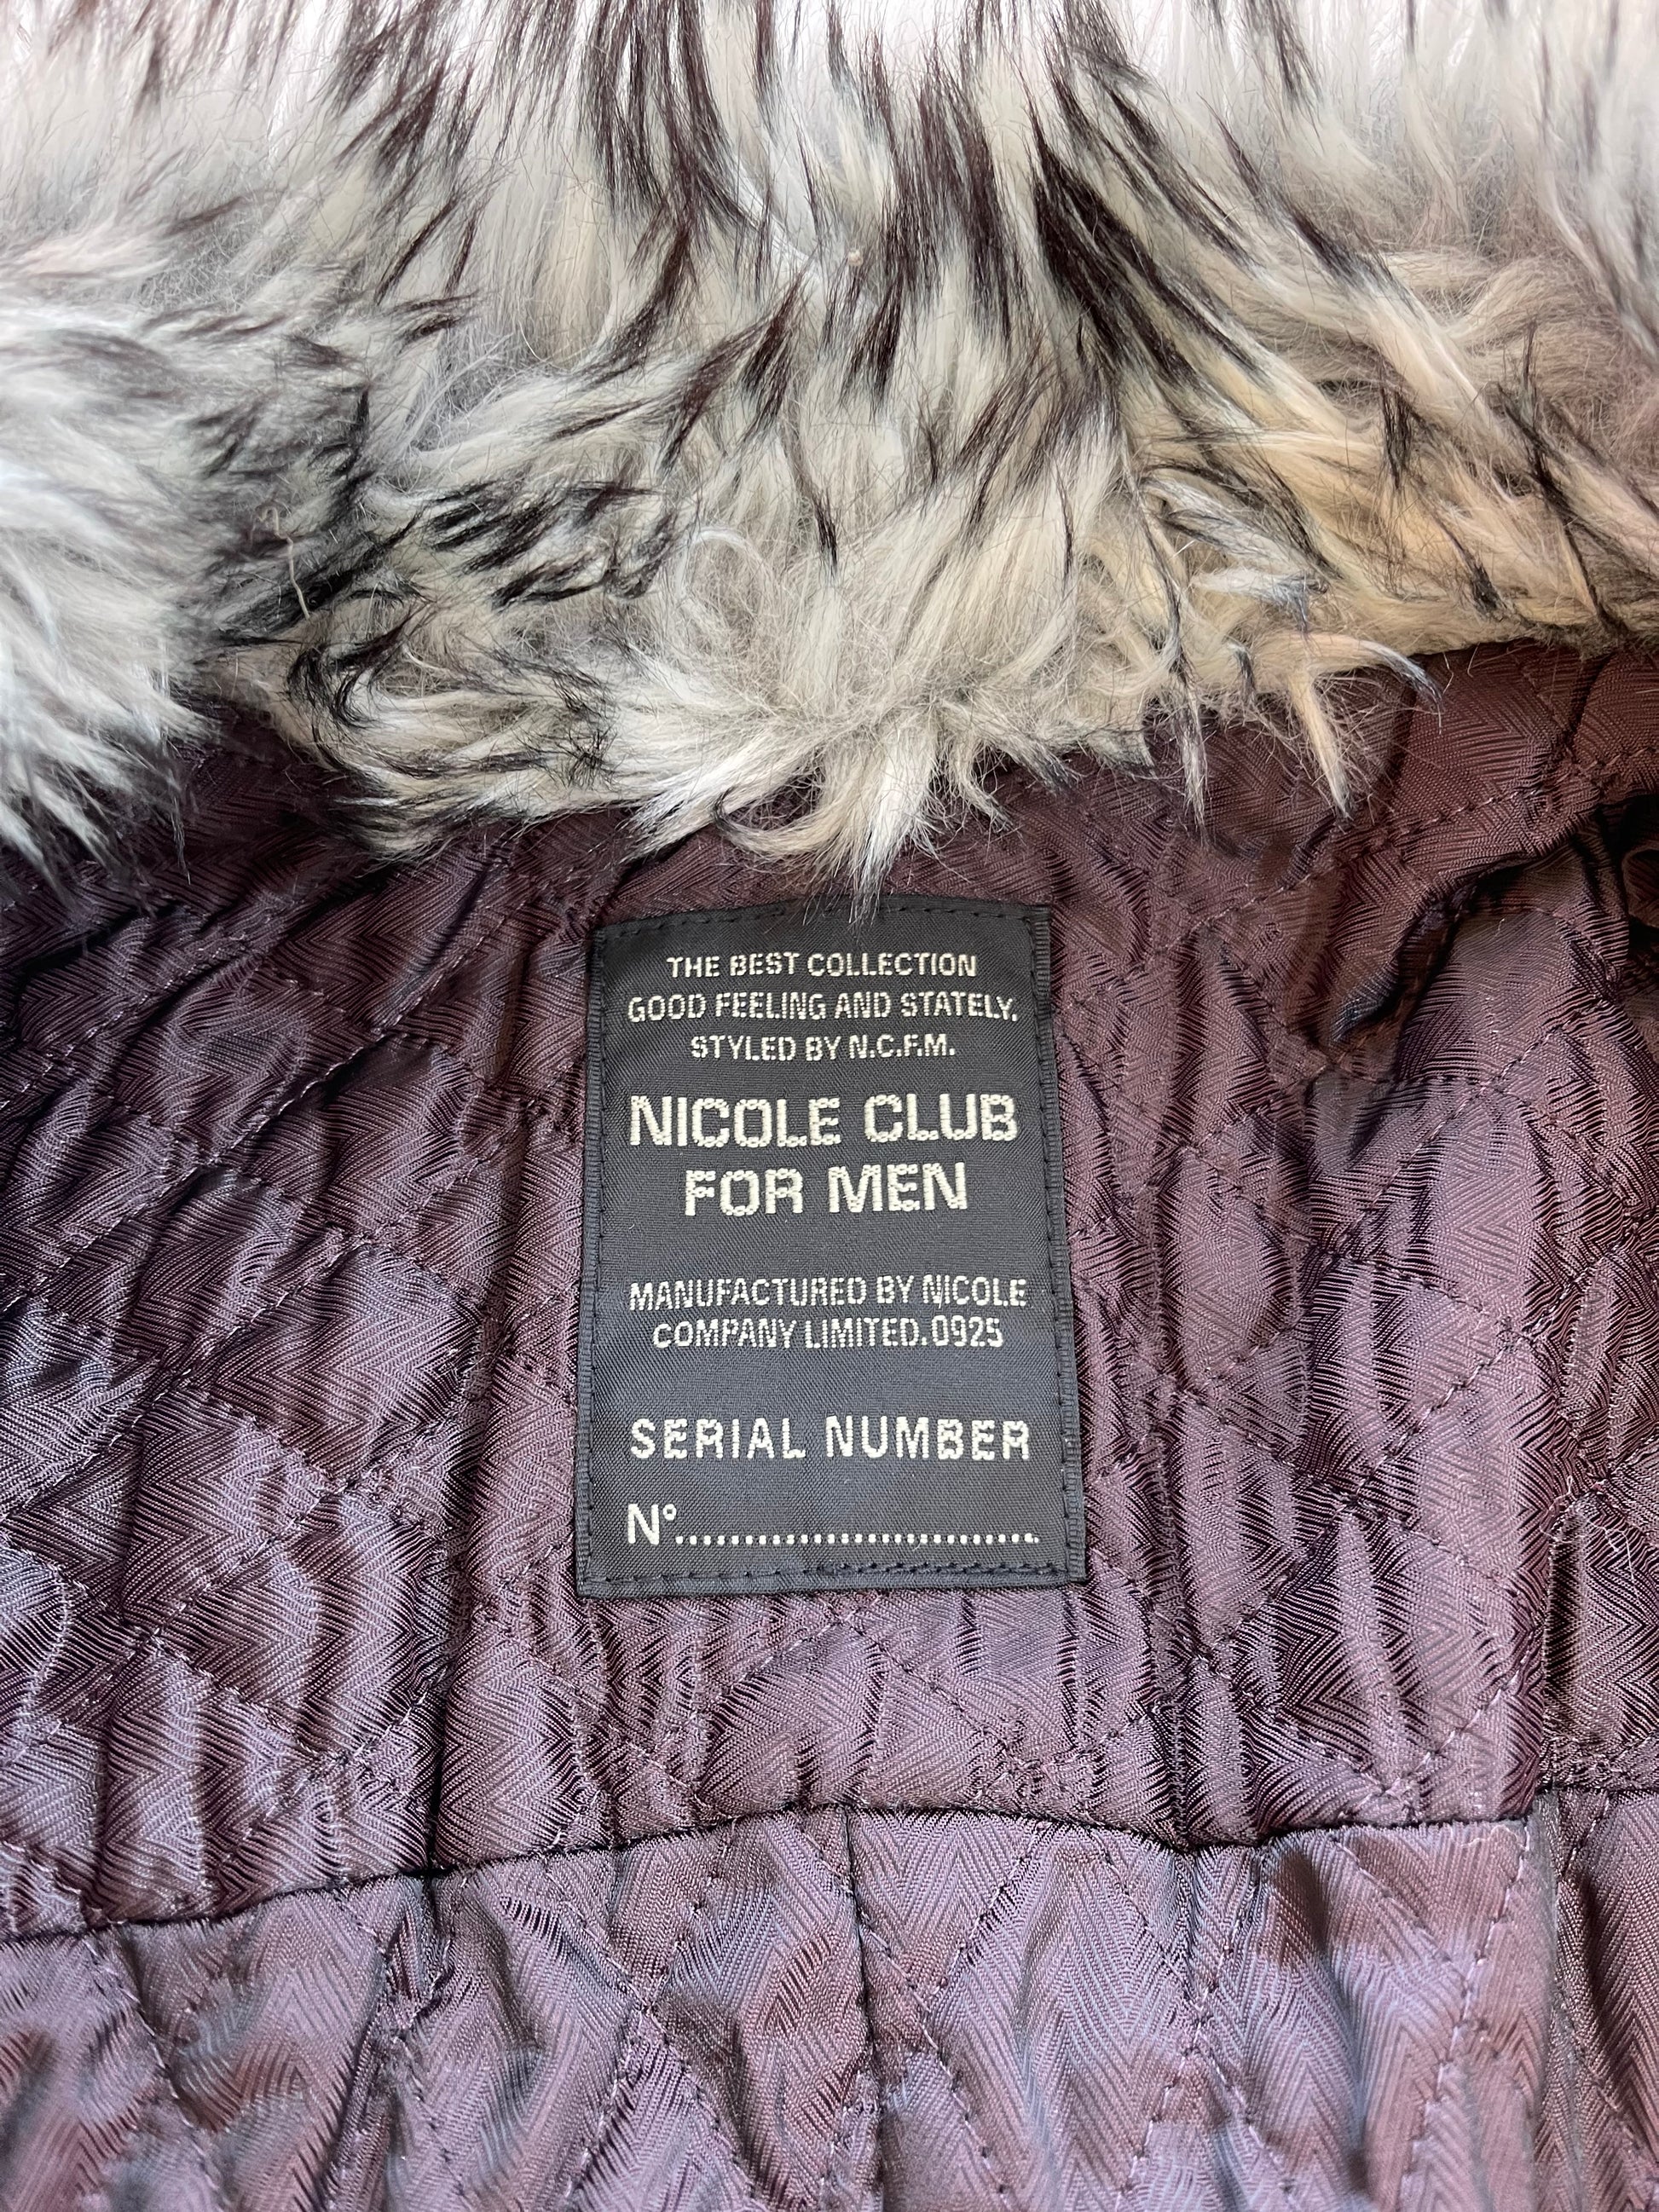 THE BEST COLLECTION
GOOD FEELING AND STATELY.
STYLED BY N.C.F.M.
NICOLE CLUB
FOR MEN
MANUFACTURED BY NICOLE
COMPANY LIMITED.0925
SERIAL NUMBER
N°...........................